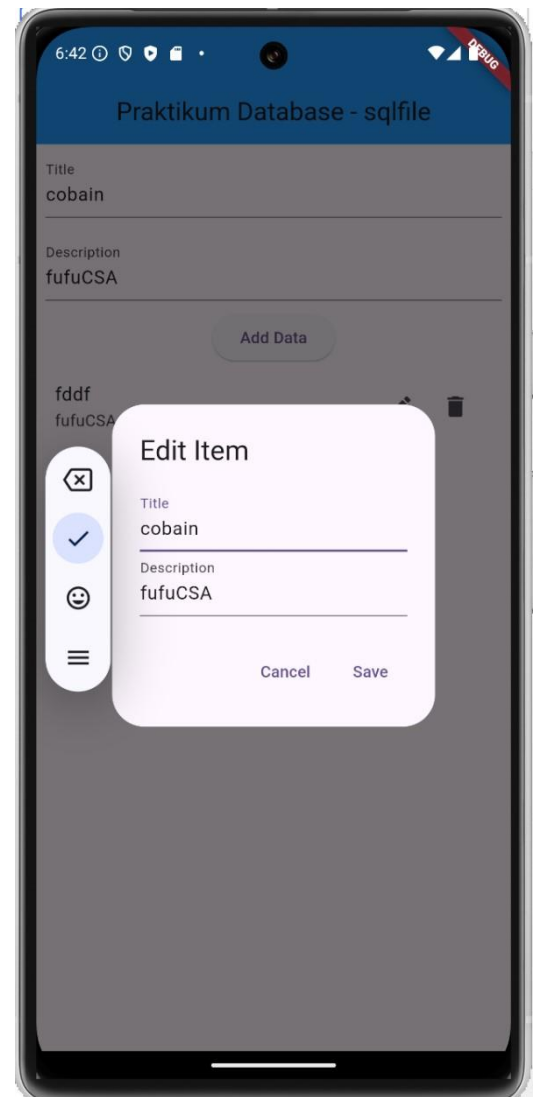 6:42
DEBUG
Praktikum Database - sqlfile
Title
cobain
Description
fufuCSA
Add Data
fddf
fufuCSA
Edit Item
Title
cobain
Description
fufuCSA
Cancel Save